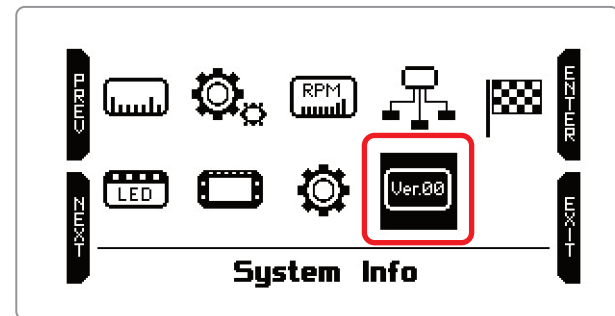 PREV
RPM
ENTER
LED
Ver.00
NEXT
EXIT
System Info